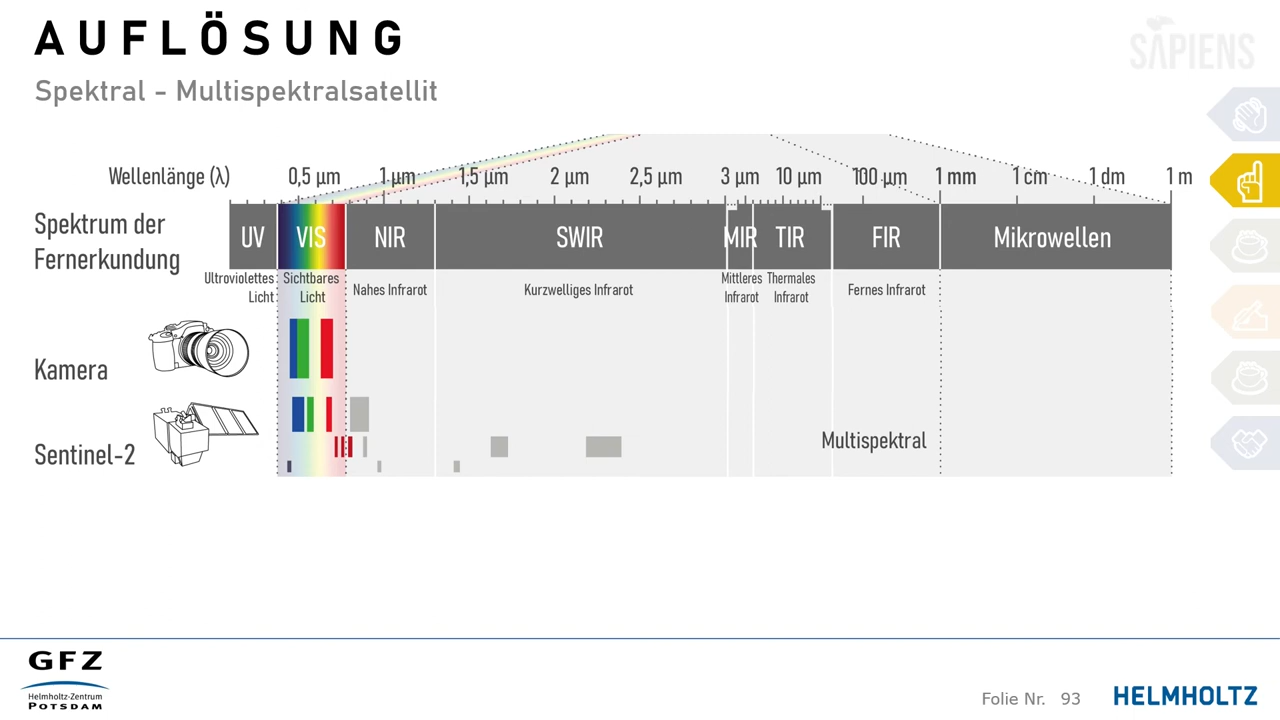 AUFLÖSUNG
SAPIENS
Spektral - Multispektralsatellit
Wellenlänge (λ) 0,5 µm 1 µm 1,5 µm 2 µm 2,5 µm 3 µm 10 µm 100 µm 1 mm 1 cm 1 dm 1 m
Spektrum der
Fernerkundung
UV VIS NIR SWIR MIR TIR FIR Mikrowellen
Ultroviolettes
Licht
Sichtbares
Licht
Nahes Infrarot
Kurzwelliges Infrarot
Mittleres
Infrarot
Thermales
Infrarot
Fernes Infrarot
Kamera
Multispektral
Sentinel-2
GFZ
Helmholtz-Zentrum
POTSDAM
Folie Nr. 93
HELMHOLTZ